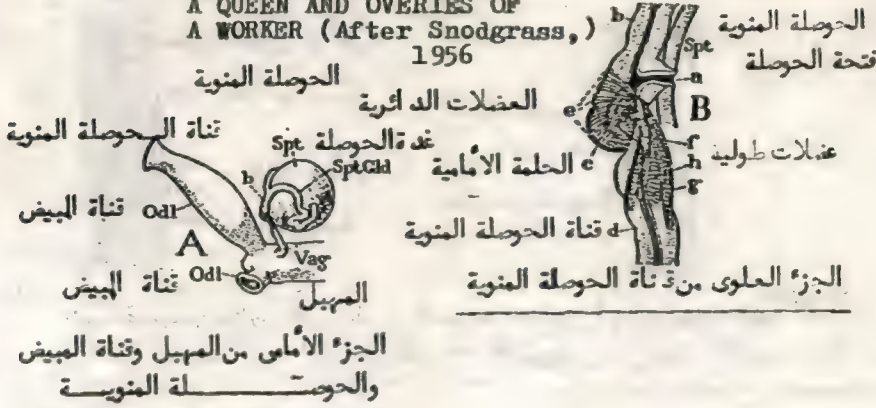 A QUEEN AND OVERIES OF
A WORKER (After Snodgrass,)
1956
الحوصلة المنوية
قناة الحوصلة المنوية
Spt غدة الحوصلة
SptGld
b
قناة المبيض Odl
A
Vag
قناة المبيض Odl
المهبل
الجزء الأمامى من المهبل وقناة المبيض
والحوصلة المنويــة
b
Spt
الحوصلة المنوية
a
فتحة الحوصلة
العضلات الدائرية
e
B
c الحلمة الأمامية
f
عضلات طولية
h
g
d قناة الحوصلة المنوية
الجزء العلوى من قناة الحوصلة المنوية